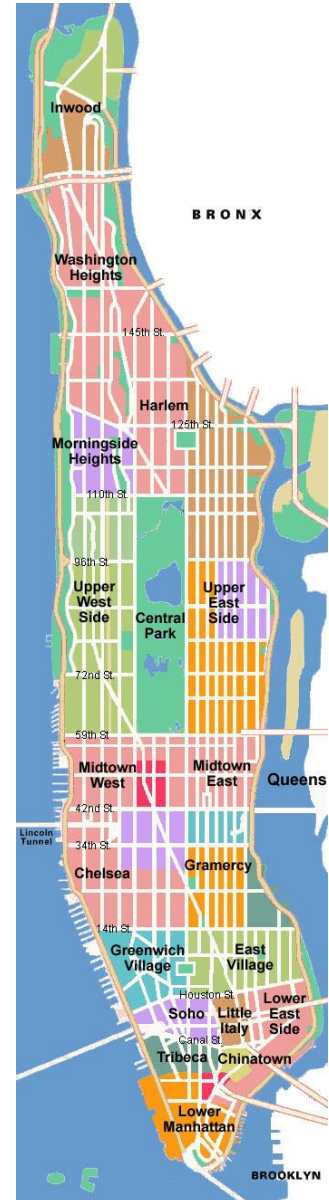 Inwood
BRONX
Washington
Heights
145th St.
Harlem
125th St.
Morningside
Heights
110th St.
96th St.
Upper
West
Side
Central
Park
Upper
East
Side
72nd St.
59th St.
Midtown
West
Midtown
East
Queens
42nd St.
Lincoln
Tunnel
34th St.
Chelsea
Gramercy
14th St.
Greenwich
Village
East
Village
Houston St.
Soho
Little
Italy
Lower
East
Side
Canal St.
Tribeca
Chinatown
Lower
Manhattan
BROOKLYN